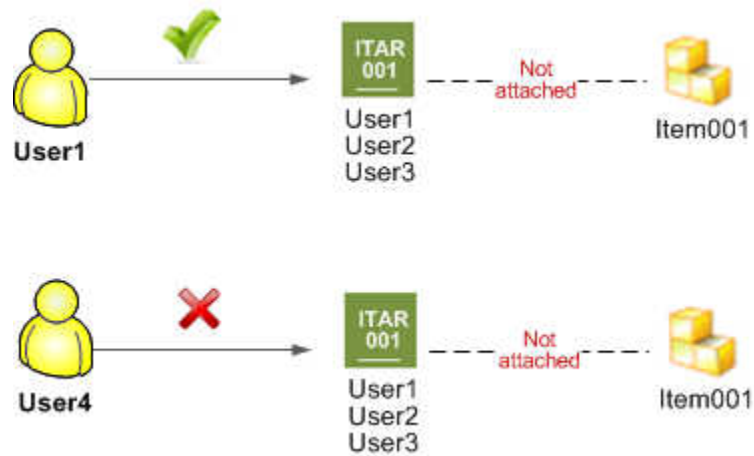 ITAR
001
Not
attached
User1
User1
User2
User3
Item001
ITAR
001
Not
attached
User4
User1
User2
User3
Item001